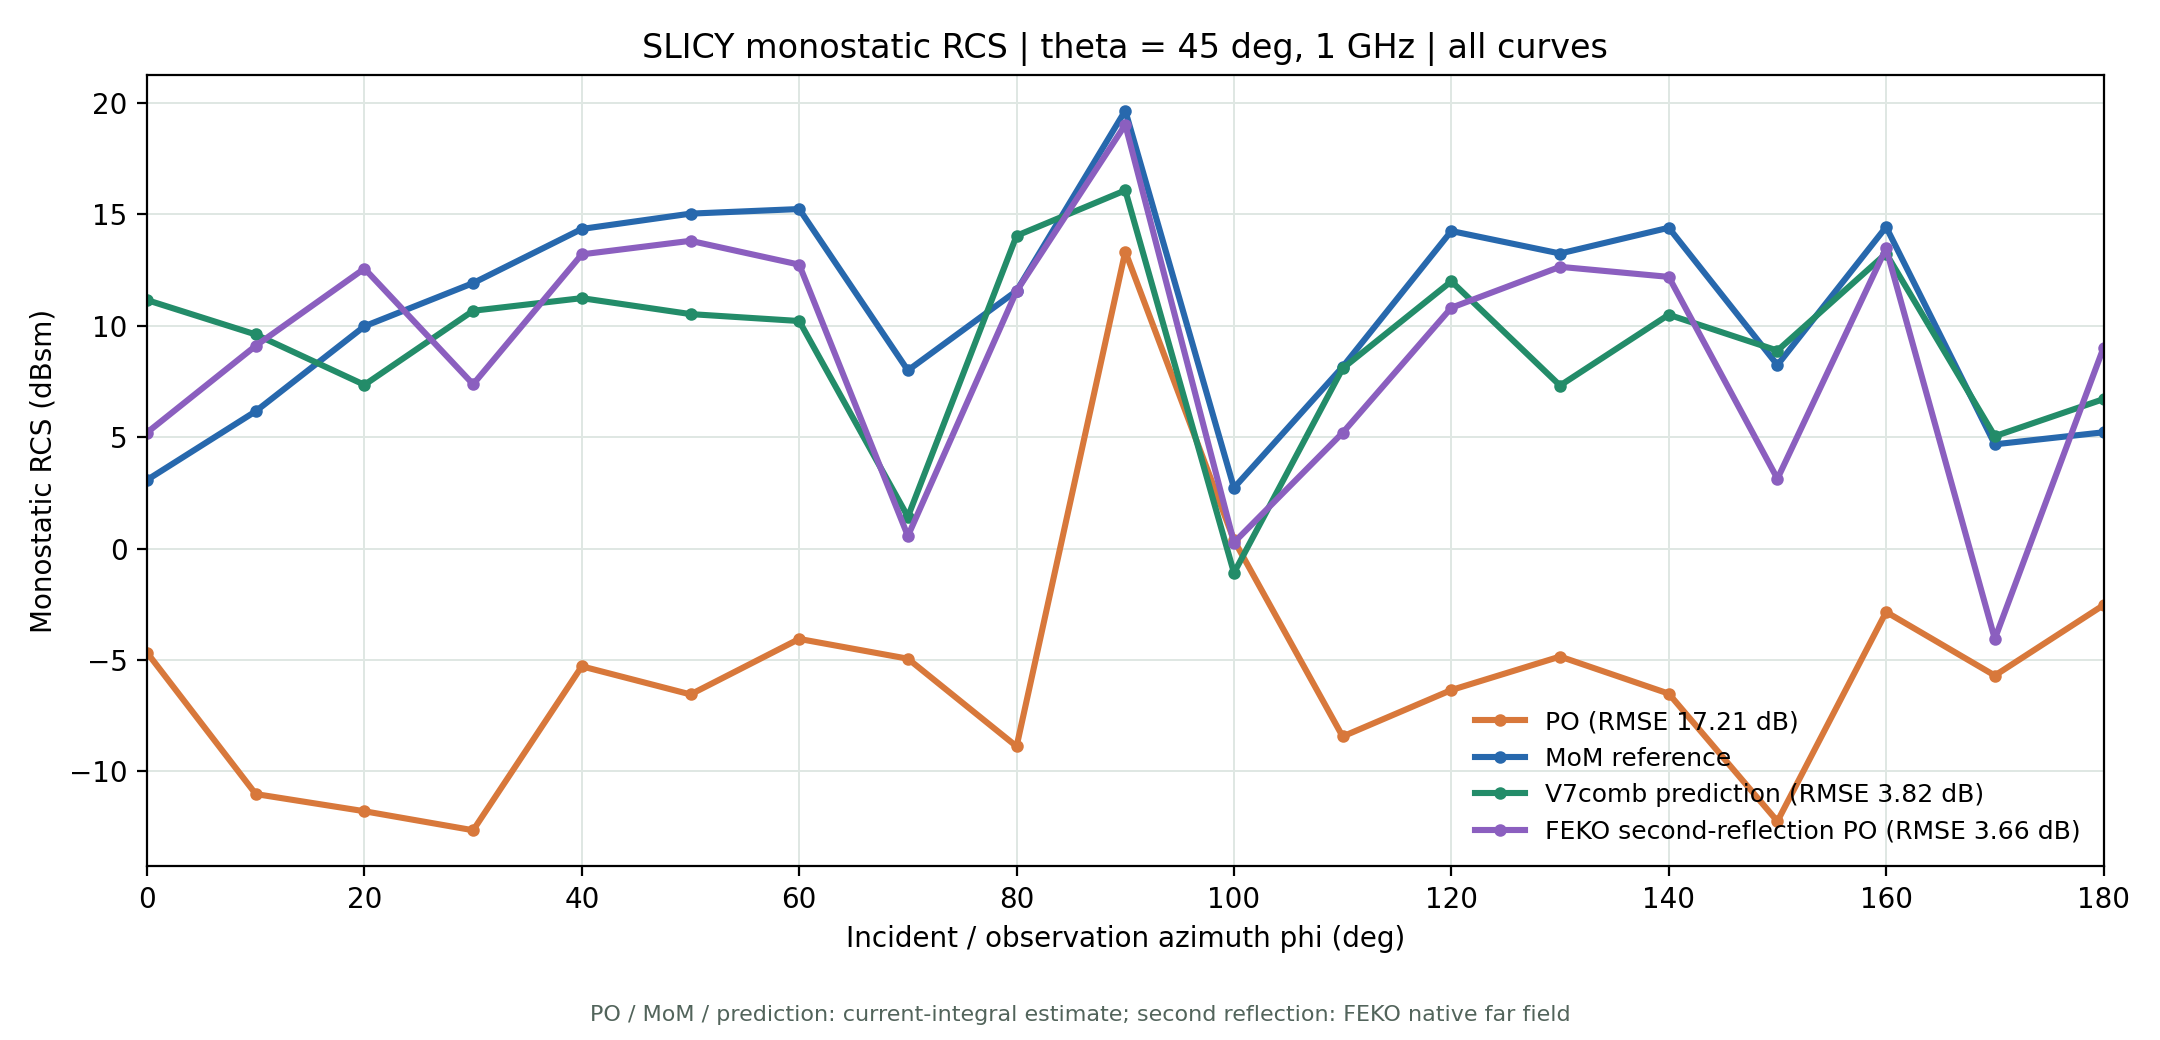 SLICY monostatic RCS | theta = 45 deg, 1 GHz | all curves
Monostatic RCS (dBsm)
20
15
10
5
0
−5
−10
PO (RMSE 17.21 dB)
MoM reference
V7comb prediction (RMSE 3.82 dB)
FEKO second-reflection PO (RMSE 3.66 dB)
0 20 40 60 80 100 120 140 160 180
Incident / observation azimuth phi (deg)
PO / MoM / prediction: current-integral estimate; second reflection: FEKO native far field